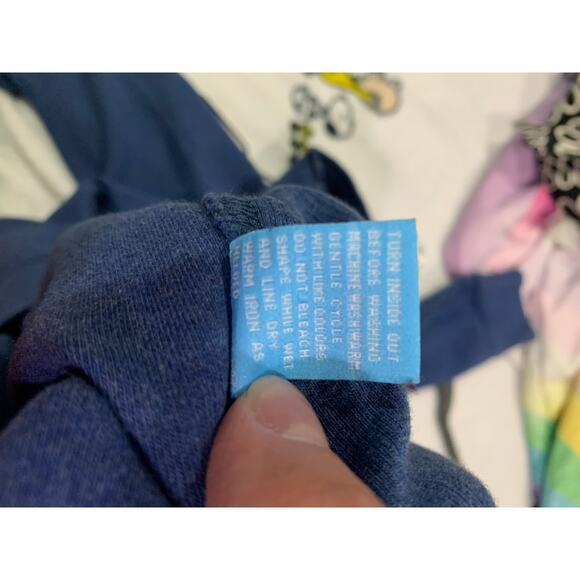 TURN INSIDE OUT
BEFORE WASHING
MACHINE WASH WARM
GENTLE CYCLE
WITH LIKE COLOURS
DO NOT BLEACH
SHAPE WHILE WET
AND LINE DRY
WARM IRON AS